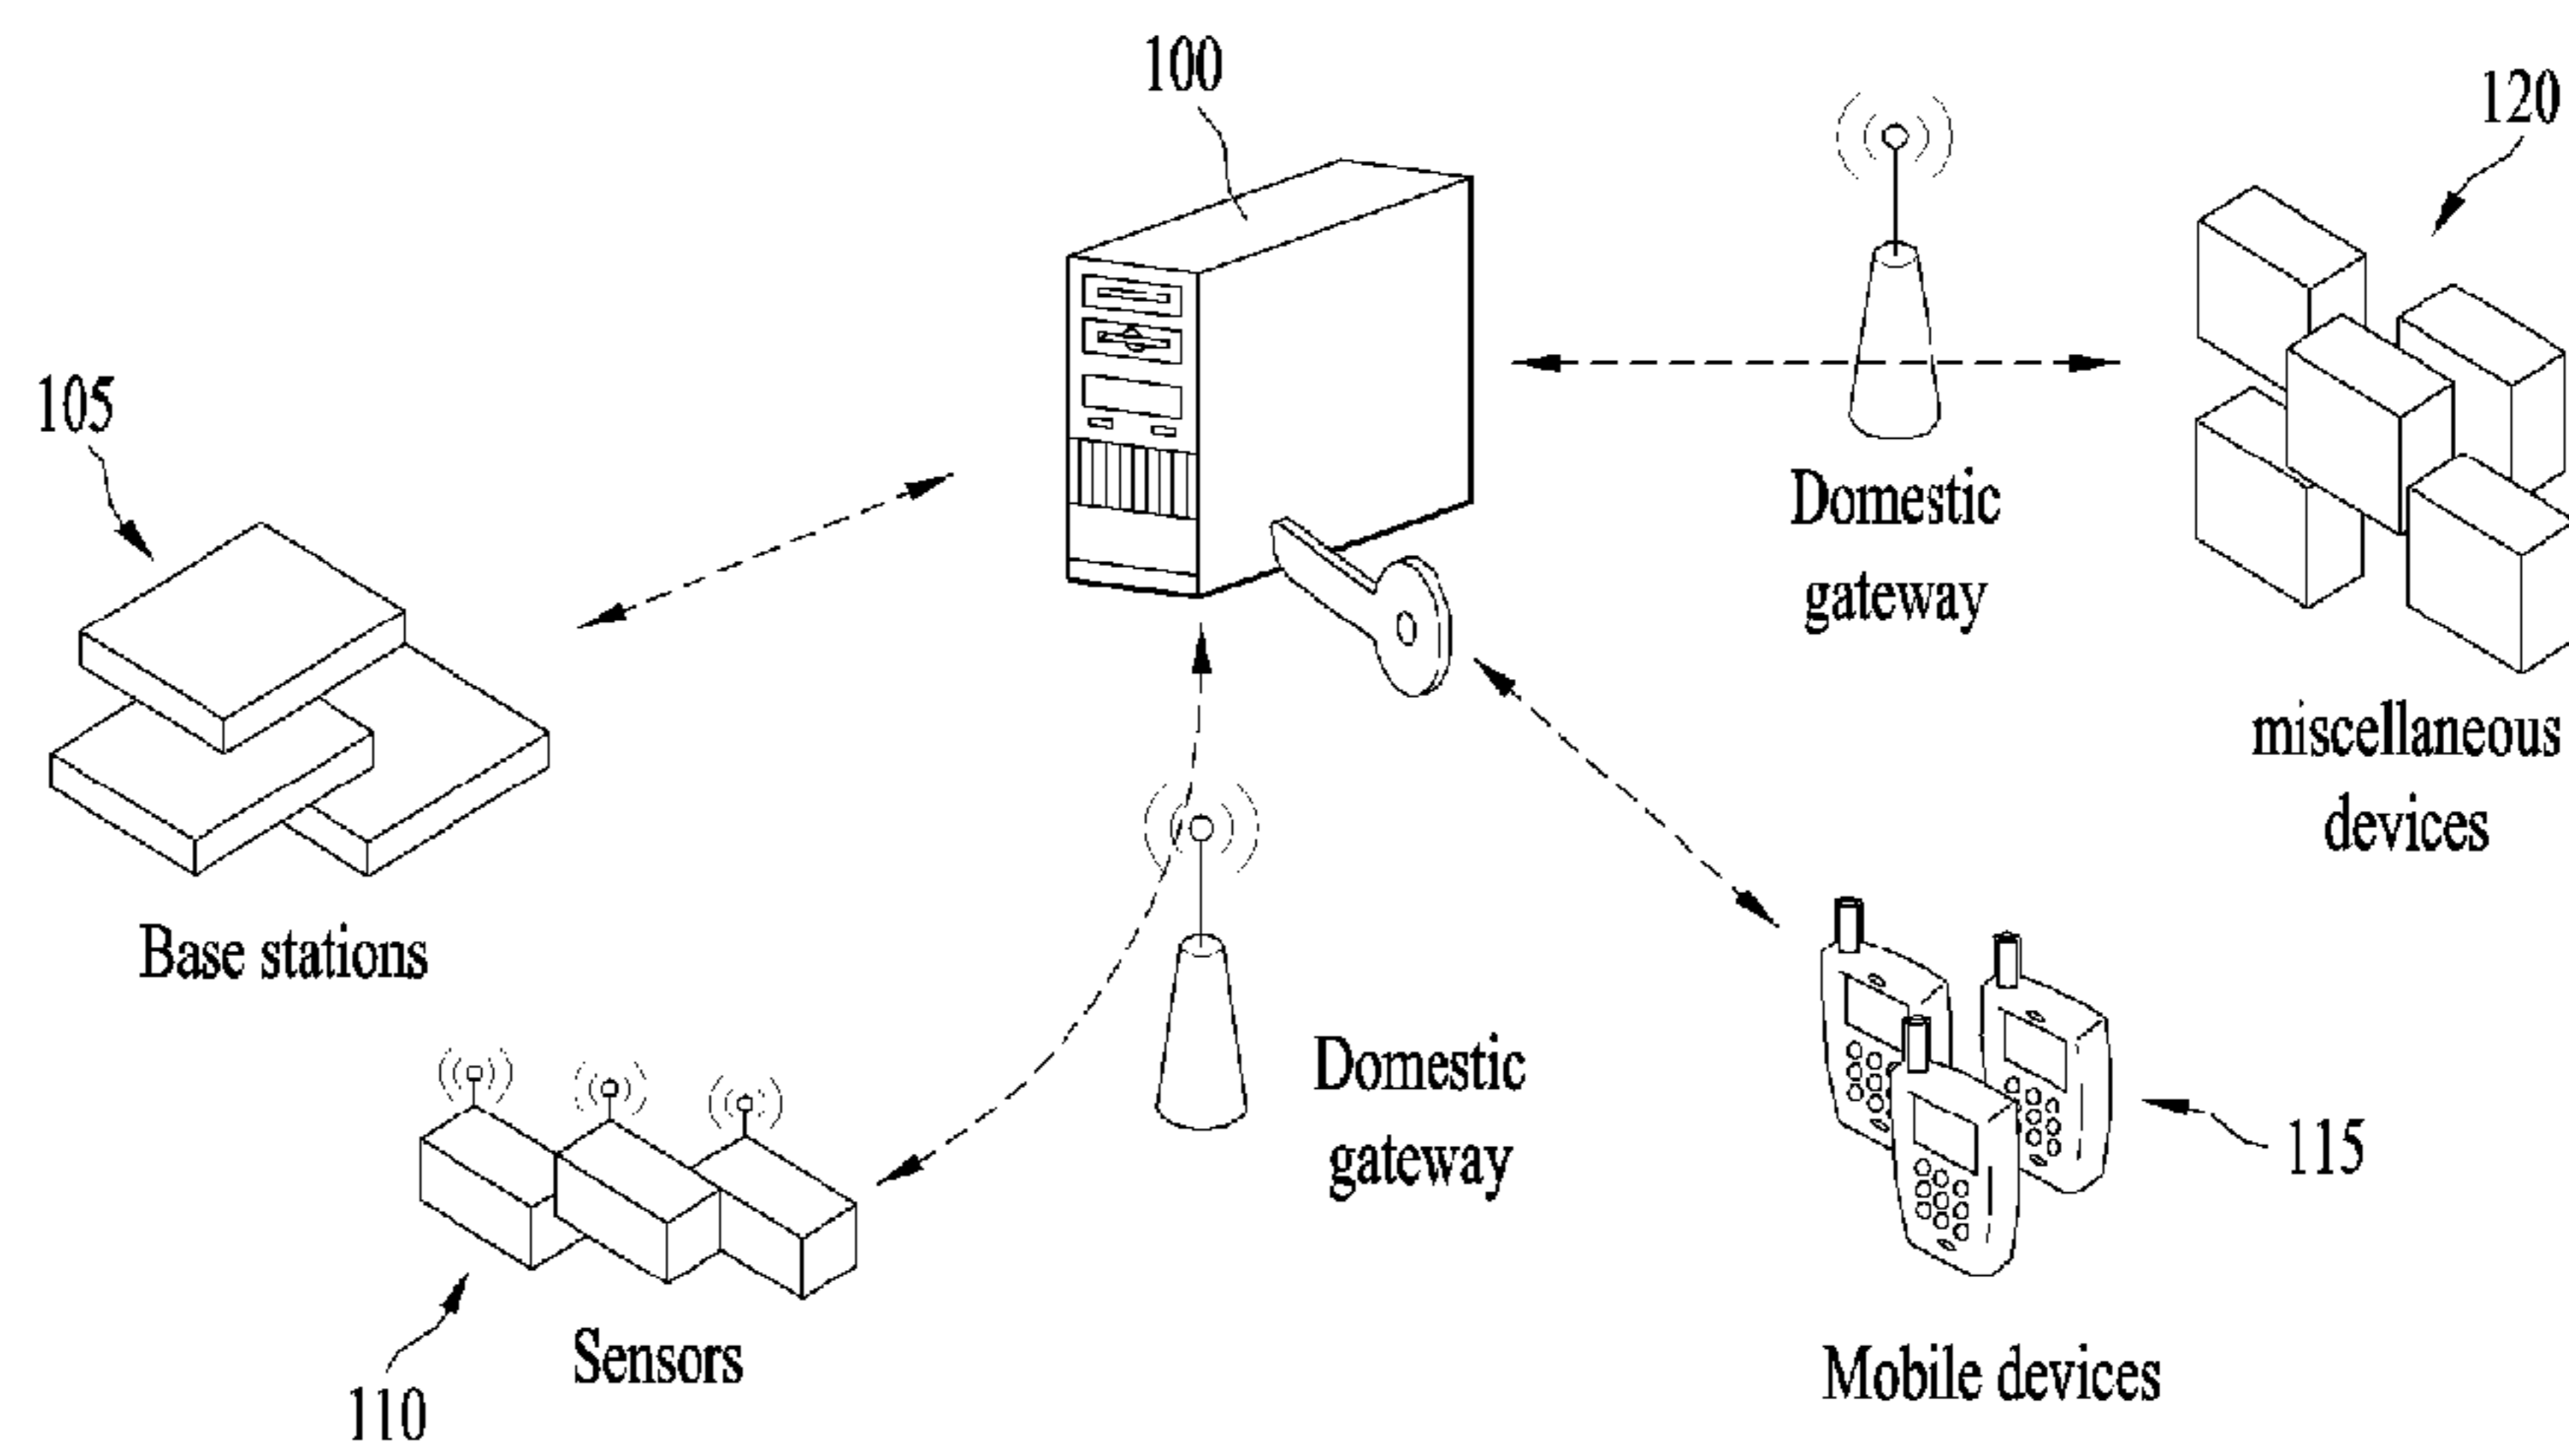 100
120
105
Domestic
gateway
miscellaneous
devices
Base stations
Domestic
gateway
115
Sensors
110
Mobile devices